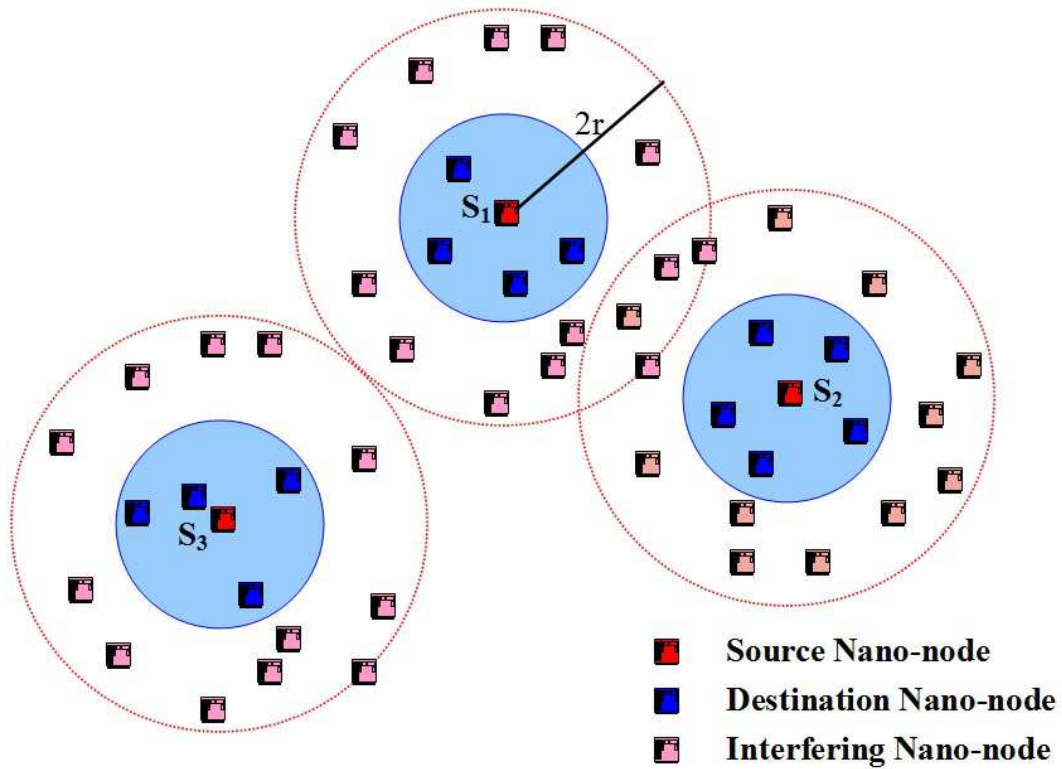 2r
S₁
S₂
S₃
Source Nano-node
Destination Nano-node
Interfering Nano-node